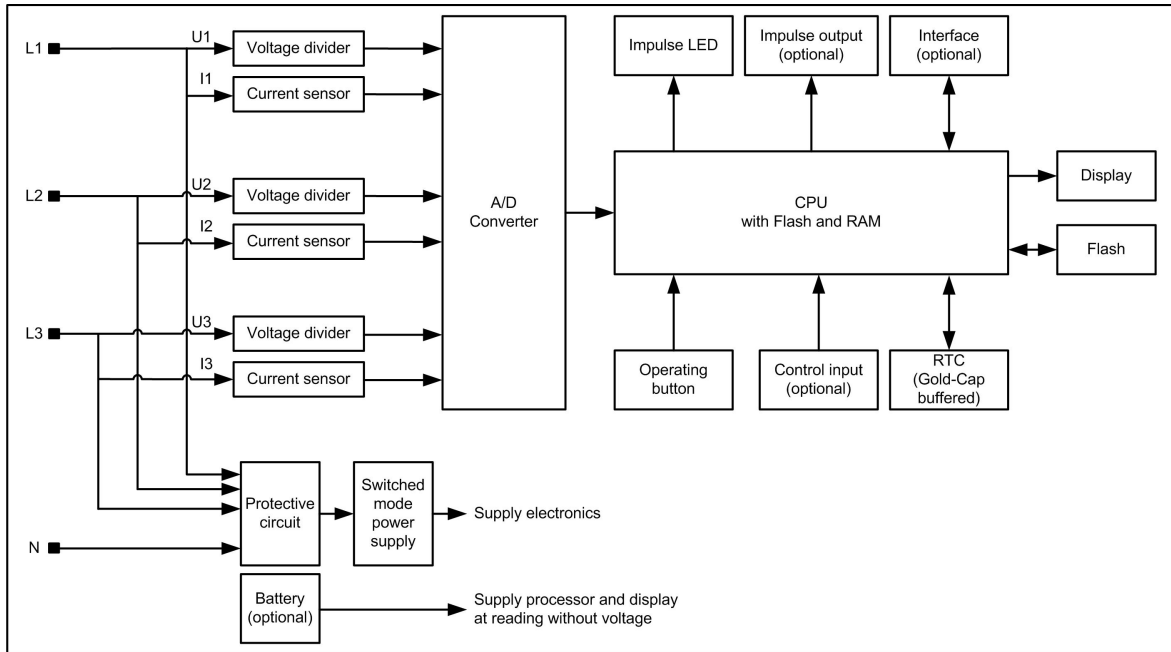 L1
U1
Voltage divider
I1
Current sensor
L2
U2
Voltage divider
I2
Current sensor
L3
U3
Voltage divider
I3
Current sensor
A/D
Converter
Impulse LED
Impulse output
(optional)
Interface
(optional)
CPU
with Flash and RAM
Display
Flash
Operating
button
Control input
(optional)
RTC
(Gold-Cap
buffered)
N
Protective
circuit
Switched
mode
power
supply
Supply electronics
Battery
(optional)
Supply processor and display
at reading without voltage